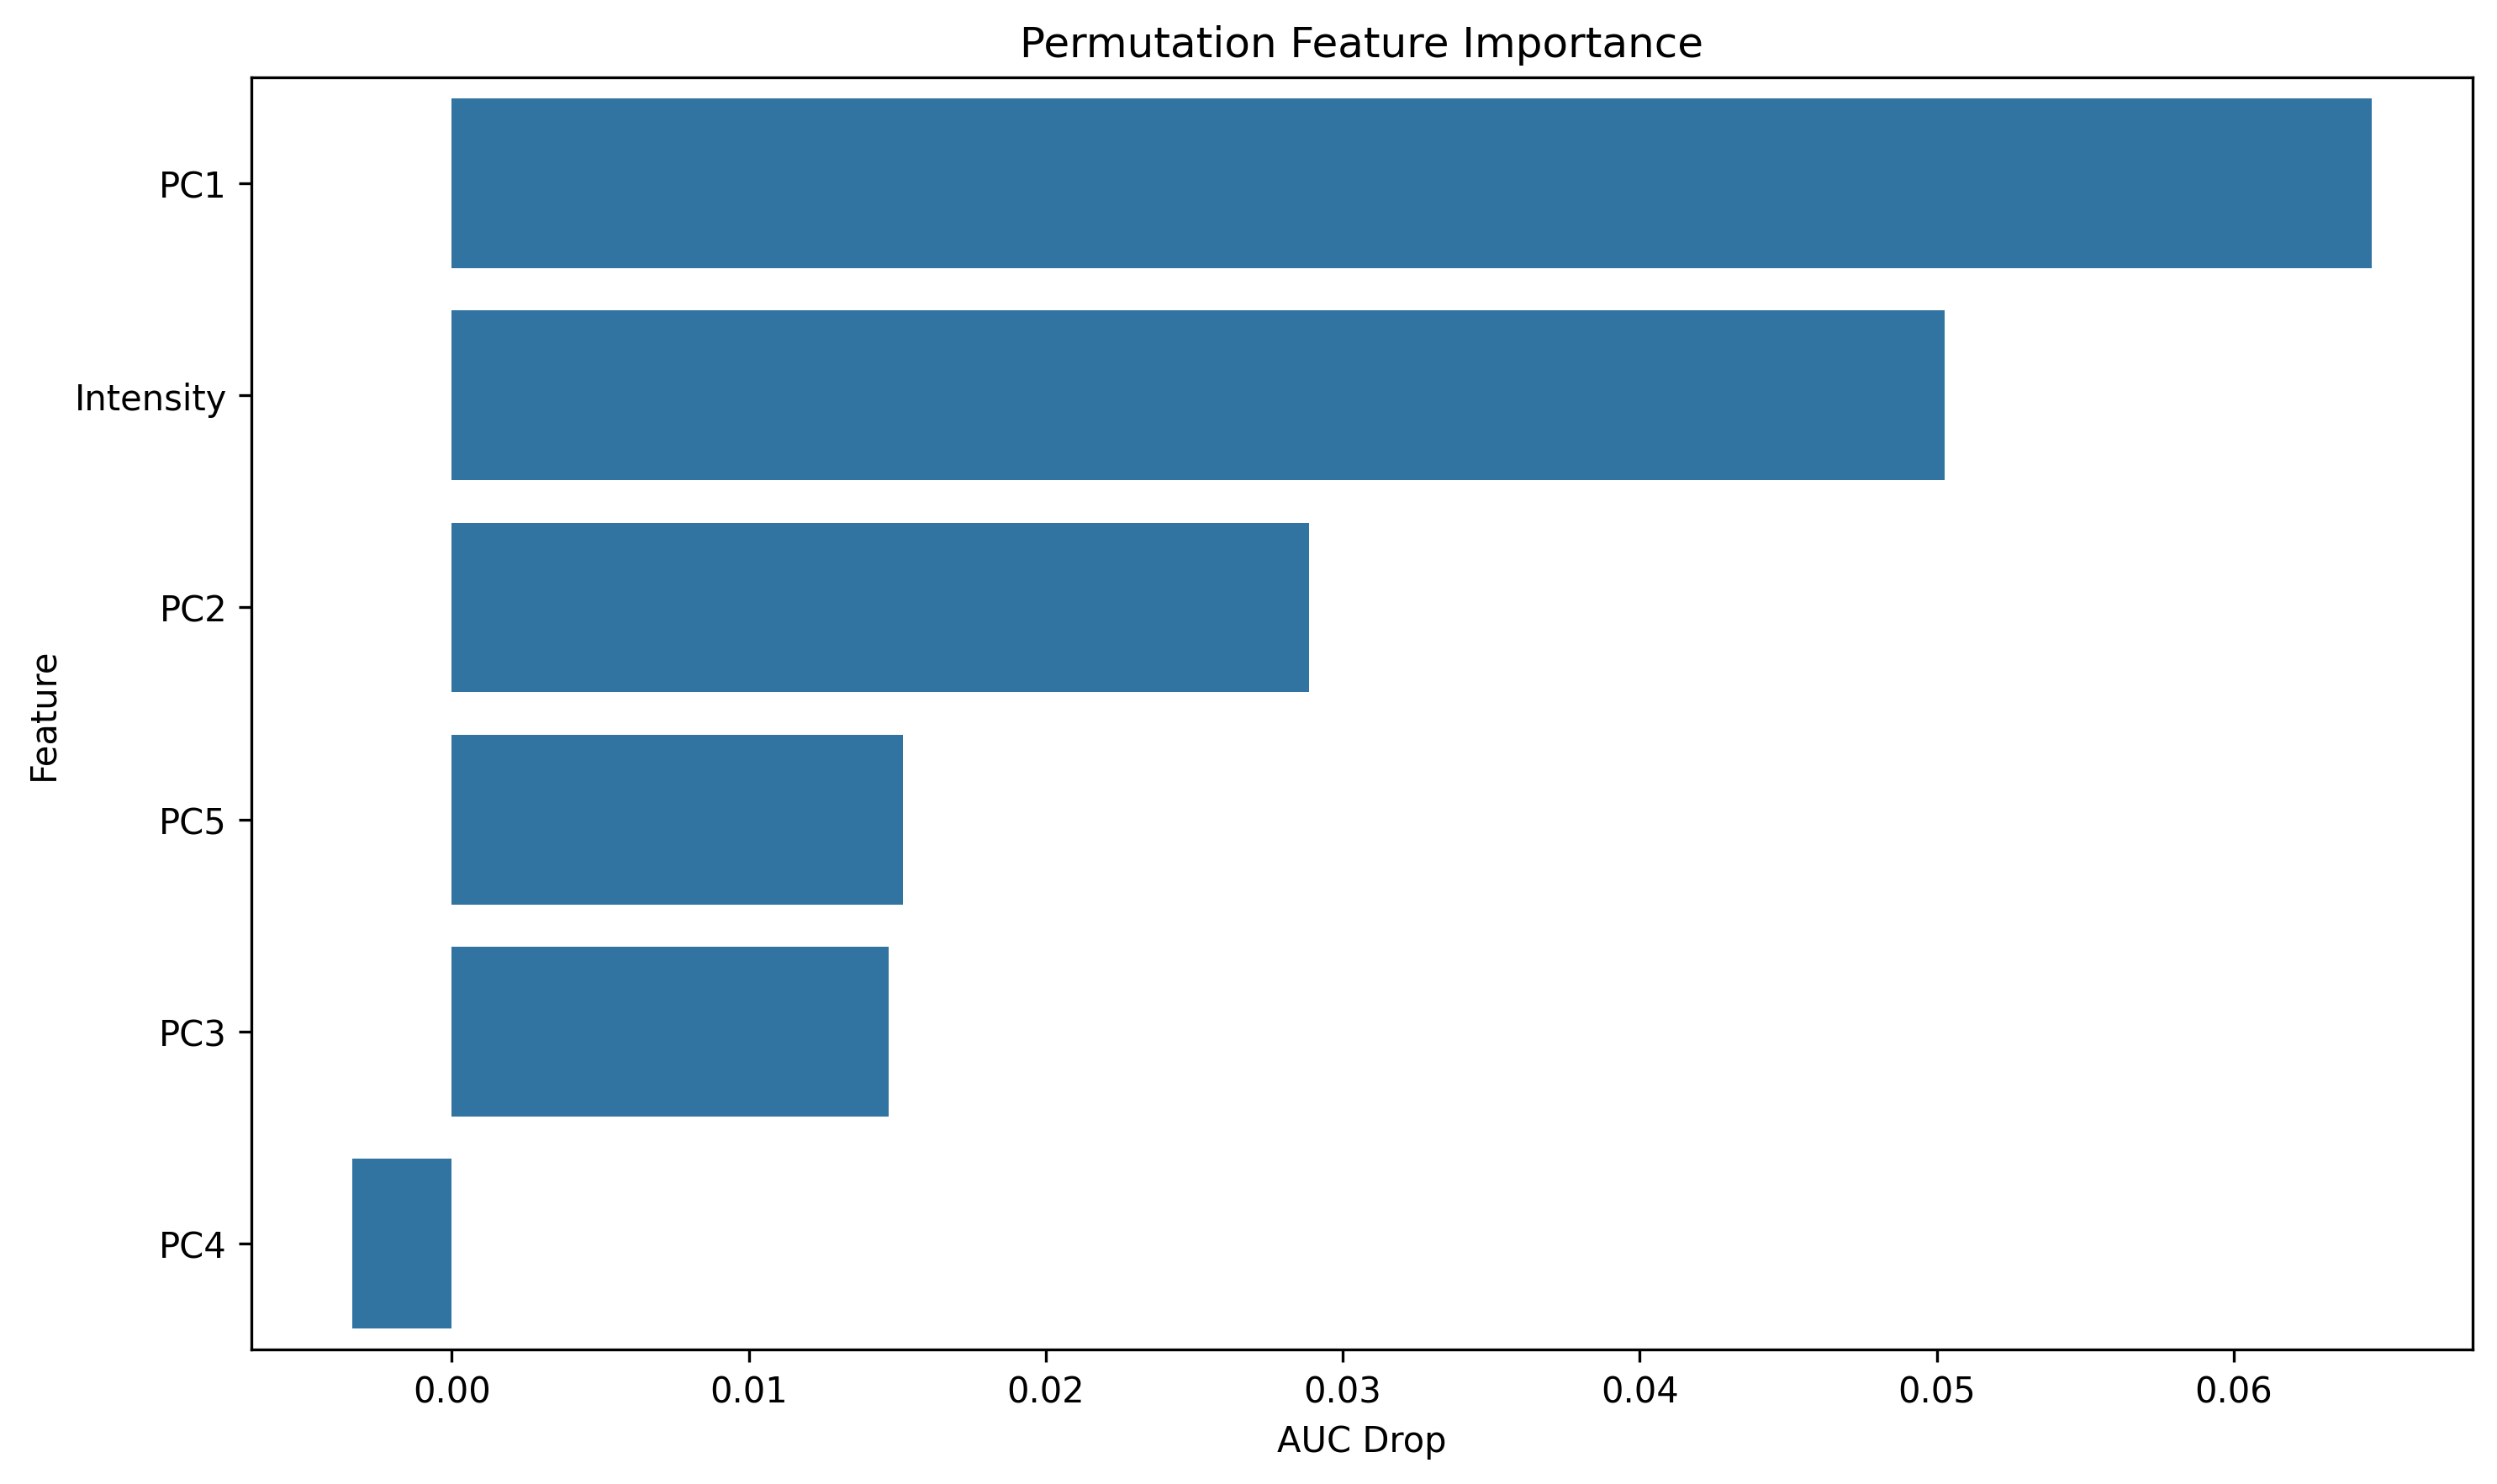 Permutation Feature Importance
PC1
Intensity
PC2
PC5
PC3
PC4
Feature
0.00 0.01 0.02 0.03 0.04 0.05 0.06
AUC Drop